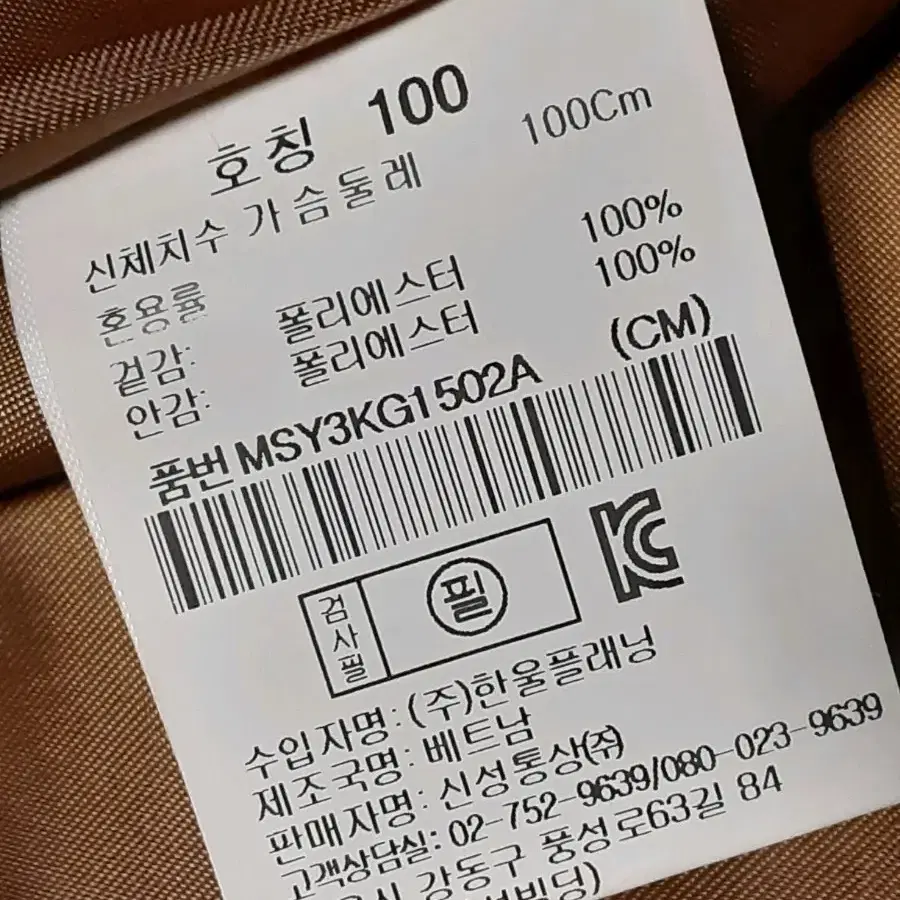 호칭 100
신체치수 가슴둘레 100Cm
혼용률
겉감: 폴리에스터 100%
안감: 폴리에스터 100%
품번 MSY3KG1502A (CM)
검사필
필
수입자명: (주)한울플래닝
제조국명: 베트남
판매자명: 신성통상(주)
고객상담실: 02-752-9639/080-023-9639
강동구 풍성로63길 84